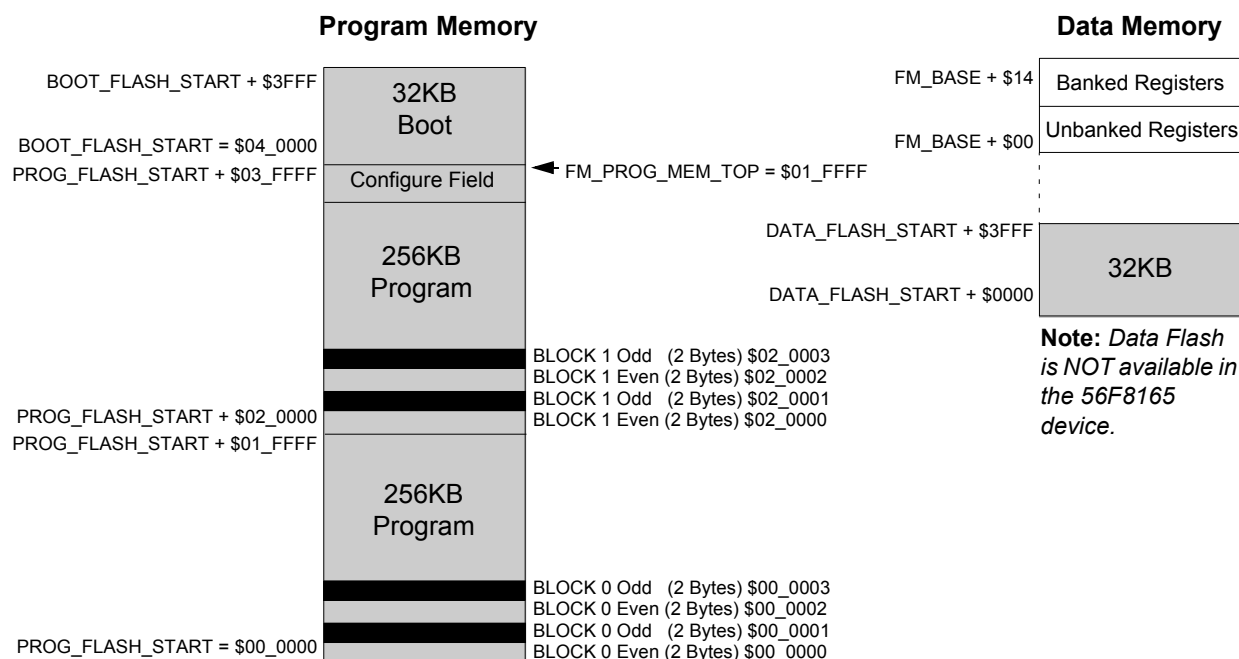 Program Memory
BOOT_FLASH_START + $3FFF
32KB
Boot
BOOT_FLASH_START = $04_0000
PROG_FLASH_START + $03_FFFF
Configure Field
FM_PROG_MEM_TOP = $01_FFFF
256KB
Program
BLOCK 1 Odd (2 Bytes) $02_0003
BLOCK 1 Even (2 Bytes) $02_0002
BLOCK 1 Odd (2 Bytes) $02_0001
BLOCK 1 Even (2 Bytes) $02_0000
PROG_FLASH_START + $02_0000
PROG_FLASH_START + $01_FFFF
256KB
Program
BLOCK 0 Odd (2 Bytes) $00_0003
BLOCK 0 Even (2 Bytes) $00_0002
BLOCK 0 Odd (2 Bytes) $00_0001
BLOCK 0 Even (2 Bytes) $00_0000
PROG_FLASH_START = $00_0000
Data Memory
FM_BASE + $14
Banked Registers
Unbanked Registers
FM_BASE + $00
DATA_FLASH_START + $3FFF
32KB
DATA_FLASH_START + $0000
Note: Data Flash
is NOT available in
the 56F8165
device.